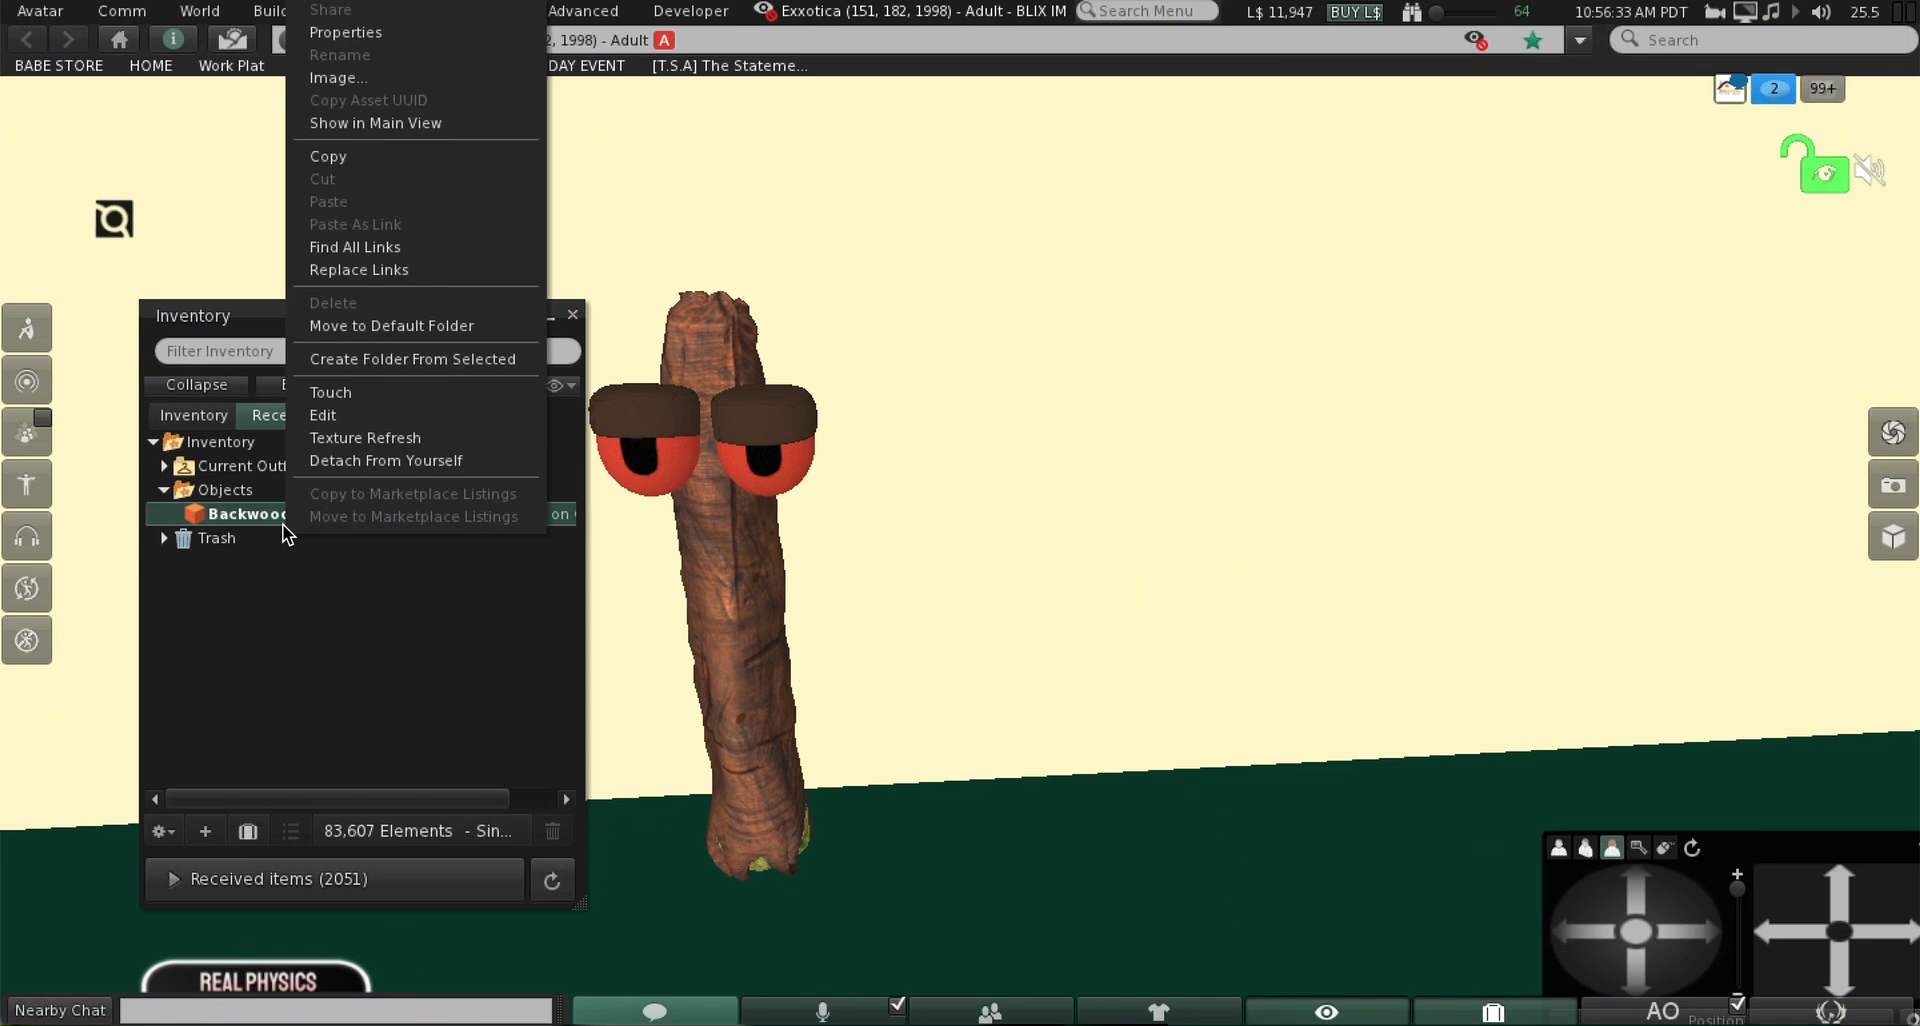 Avatar Comm World Advanced Developer Exxotica (151, 182, 1998) - Adult - BLIX IM Search Menu L$ 11,947 BUY L$ 64 10:56:33 AM PDT 25.5
2, 1998) - Adult A Search
BABE STORE HOME Work Plat DAY EVENT [T.S.A] The Stateme...
2 99+
Share
Properties
Rename
Image...
Copy Asset UUID
Show in Main View
Copy
Cut
Paste
Paste As Link
Find All Links
Replace Links
Delete
Move to Default Folder
Create Folder From Selected
Touch
Edit
Texture Refresh
Detach From Yourself
Copy to Marketplace Listings
Move to Marketplace Listings
Inventory
Filter Inventory
Collapse
Inventory
Inventory
Objects
on
Trash
83,607 Elements - Sin...
Received items (2051)
REAL PHYSICS
Nearby Chat
AO
Position